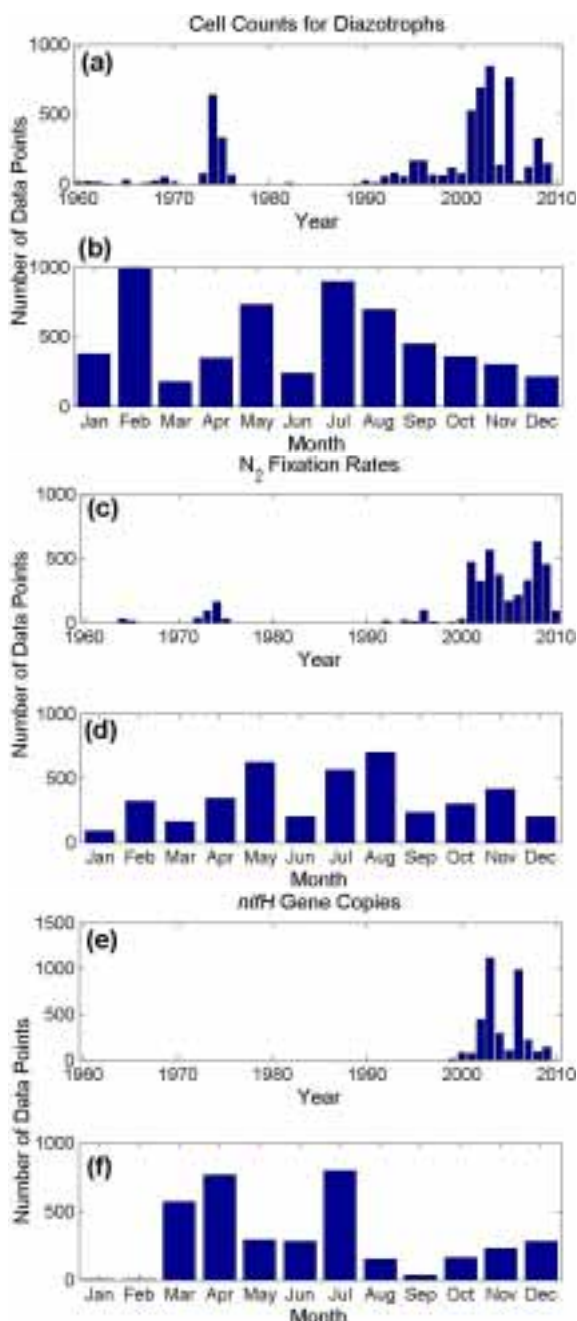 Cell Counts for Diazotrophs
(a)
1000
500
0
1960 1970 1980 1990 2000 2010
Year
Number of Data Points
(b)
1000
500
0
Jan Feb Mar Apr May Jun Jul Aug Sep Oct Nov Dec
Month
N2 Fixation Rates
(c)
1000
500
0
1960 1970 1980 1990 2000 2010
Year
Number of Data Points
(d)
1000
500
0
Jan Feb Mar Apr May Jun Jul Aug Sep Oct Nov Dec
Month
nifH Gene Copies
(e)
1500
1000
500
0
1960 1970 1980 1990 2000 2010
Year
Number of Data Points
(f)
1000
500
0
Jan Feb Mar Apr May Jun Jul Aug Sep Oct Nov Dec
Month